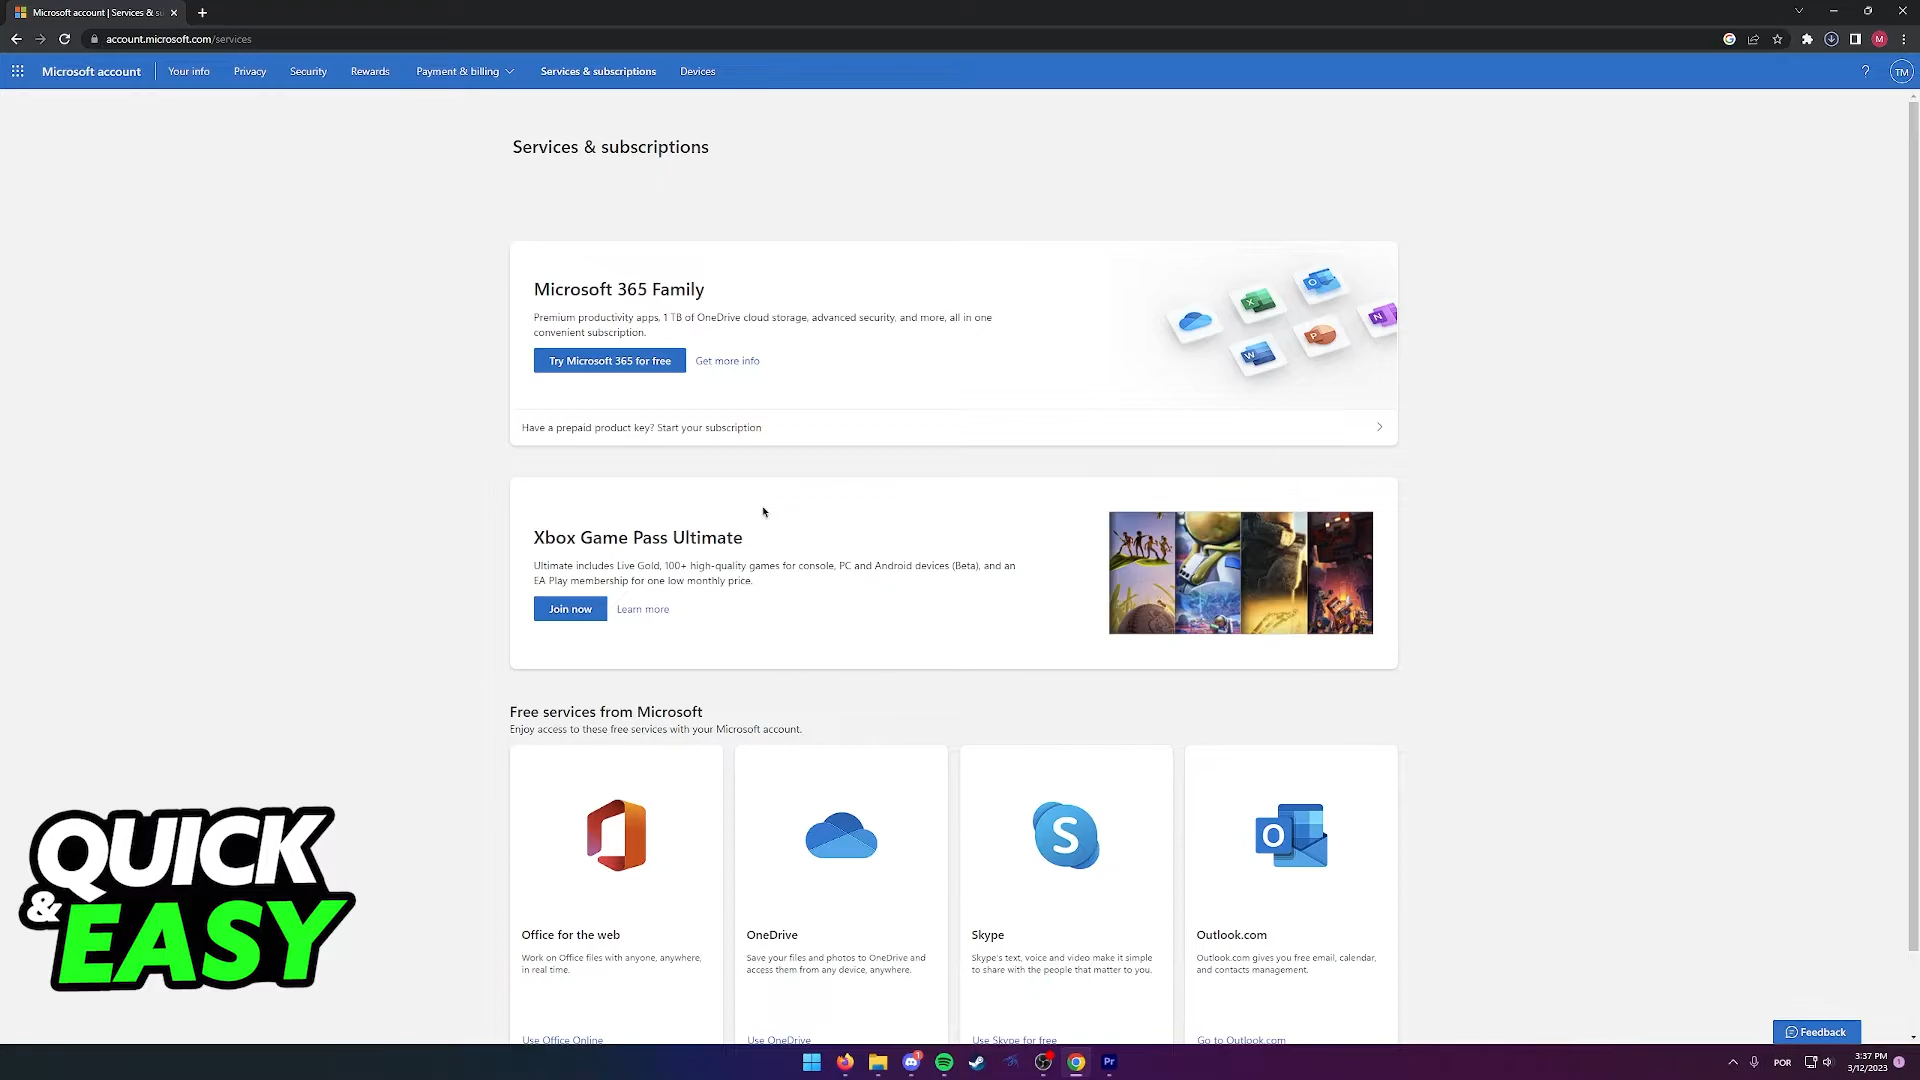 Microsoft account | Services & su
account.microsoft.com/services
M
Microsoft account
Your info
Privacy
Security
Rewards
Payment & billing
Services & subscriptions
Devices
?
TM
Services & subscriptions
Microsoft 365 Family
Premium productivity apps, 1 TB of OneDrive cloud storage, advanced security, and more, all in one
convenient subscription.
Try Microsoft 365 for free
Get more info
Have a prepaid product key? Start your subscription
Xbox Game Pass Ultimate
Ultimate includes Live Gold, 100+ high-quality games for console, PC and Android devices (Beta), and an
EA Play membership for one low monthly price.
Join now
Learn more
Free services from Microsoft
Enjoy access to these free services with your Microsoft account.
Office for the web
Work on Office files with anyone, anywhere,
in real time.
Use Office Online
OneDrive
Save your files and photos to OneDrive and
access them from any device, anywhere.
Use OneDrive
Skype
Skype's text, voice and video make it simple
to share with the people that matter to you.
Use Skype for free
Outlook.com
Outlook.com gives you free email, calendar,
and contacts management.
Go to Outlook.com
QUICK
& EASY
Feedback
Pr
POR
3:37 PM
3/12/2023